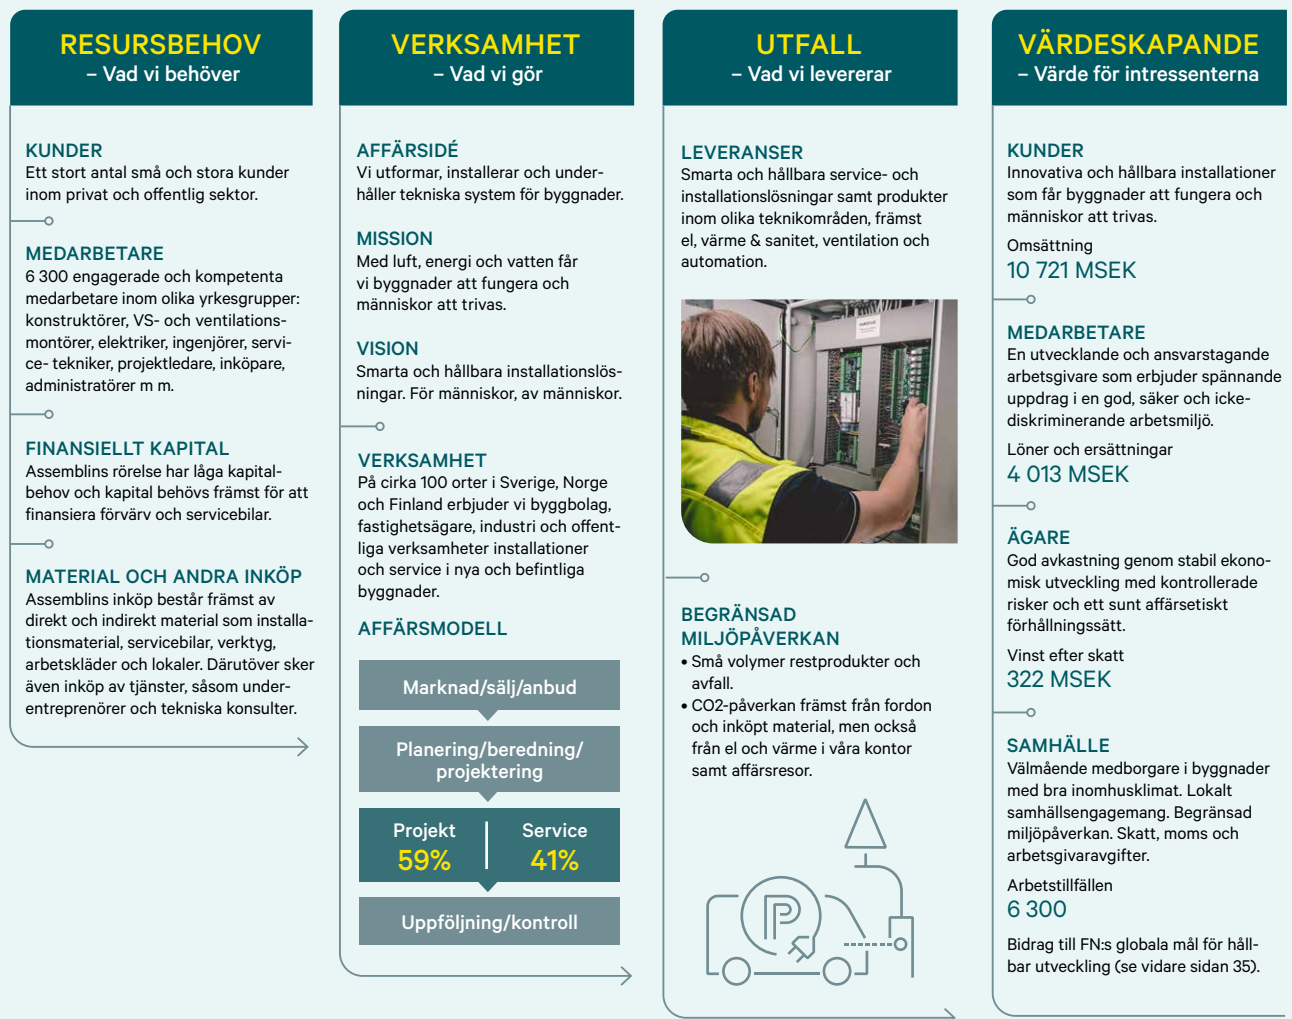 RESURSBEHOV
– Vad vi behöver
KUNDER
Ett stort antal små och stora kunder
inom privat och offentlig sektor.
MEDARBETARE
6 300 engagerade och kompetenta
medarbetare inom olika yrkesgrupper:
konstruktörer, VS- och ventilations-
montörer, elektriker, ingenjörer, servi-
ce- tekniker, projektledare, inköpare,
administratörer m m.
FINANSIELLT KAPITAL
Assemblins rörelse har låga kapital-
behov och kapital behövs främst för att
finansiera förvärv och servicebilar.
MATERIAL OCH ANDRA INKÖP
Assemblins inköp består främst av
direkt och indirekt material som installa-
tionsmaterial, servicebilar, verktyg,
arbetskläder och lokaler. Därutöver sker
även inköp av tjänster, såsom under-
entreprenörer och tekniska konsulter.
VERKSAMHET
– Vad vi gör
AFFÄRSIDÉ
Vi utformar, installerar och under-
håller tekniska system för byggnader.
MISSION
Med luft, energi och vatten får
vi byggnader att fungera och
människor att trivas.
VISION
Smarta och hållbara installationslös-
ningar. För människor, av människor.
VERKSAMHET
På cirka 100 orter i Sverige, Norge
och Finland erbjuder vi byggbolag,
fastighetsägare, industri och offent-
liga verksamheter installationer
och service i nya och befintliga
byggnader.
AFFÄRSMODELL
Marknad/sälj/anbud
Planering/beredning/
projektering
Projekt
59%
Service
41%
Uppföljning/kontroll
UTFALL
– Vad vi levererar
LEVERANSER
Smarta och hållbara service- och
installationslösningar samt produkter
inom olika teknikområden, främst
el, värme & sanitet, ventilation och
automation.
BEGRÄNSAD
MILJÖPÅVERKAN
• Små volymer restprodukter och
avfall.
• CO2-påverkan främst från fordon
och inköpt material, men också
från el och värme i våra kontor
samt affärsresor.
P
VÄRDESKAPANDE
– Värde för intressenterna
KUNDER
Innovativa och hållbara installationer
som får byggnader att fungera och
människor att trivas.
Omsättning
10 721 MSEK
MEDARBETARE
En utvecklande och ansvarstagande
arbetsgivare som erbjuder spännande
uppdrag i en god, säker och icke-
diskriminerande arbetsmiljö.
Löner och ersättningar
4 013 MSEK
ÄGARE
God avkastning genom stabil ekono-
misk utveckling med kontrollerade
risker och ett sunt affärsetiskt
förhållningssätt.
Vinst efter skatt
322 MSEK
SAMHÄLLE
Välmående medborgare i byggnader
med bra inomhusklimat. Lokalt
samhällsengagemang. Begränsad
miljöpåverkan. Skatt, moms och
arbetsgivaravgifter.
Arbetstillfällen
6 300
Bidrag till FN:s globala mål för håll-
bar utveckling (se vidare sidan 35).